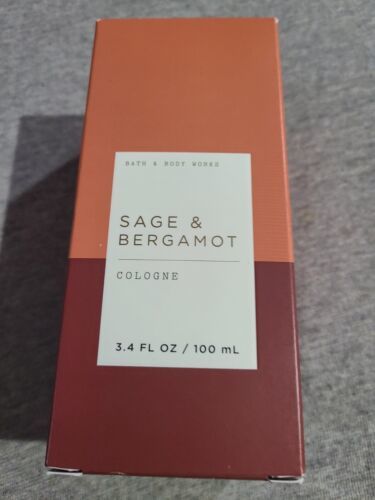 BATH & BODY WORKS
SAGE &
BERGAMOT
COLOGNE
3.4 FL OZ / 100 mL